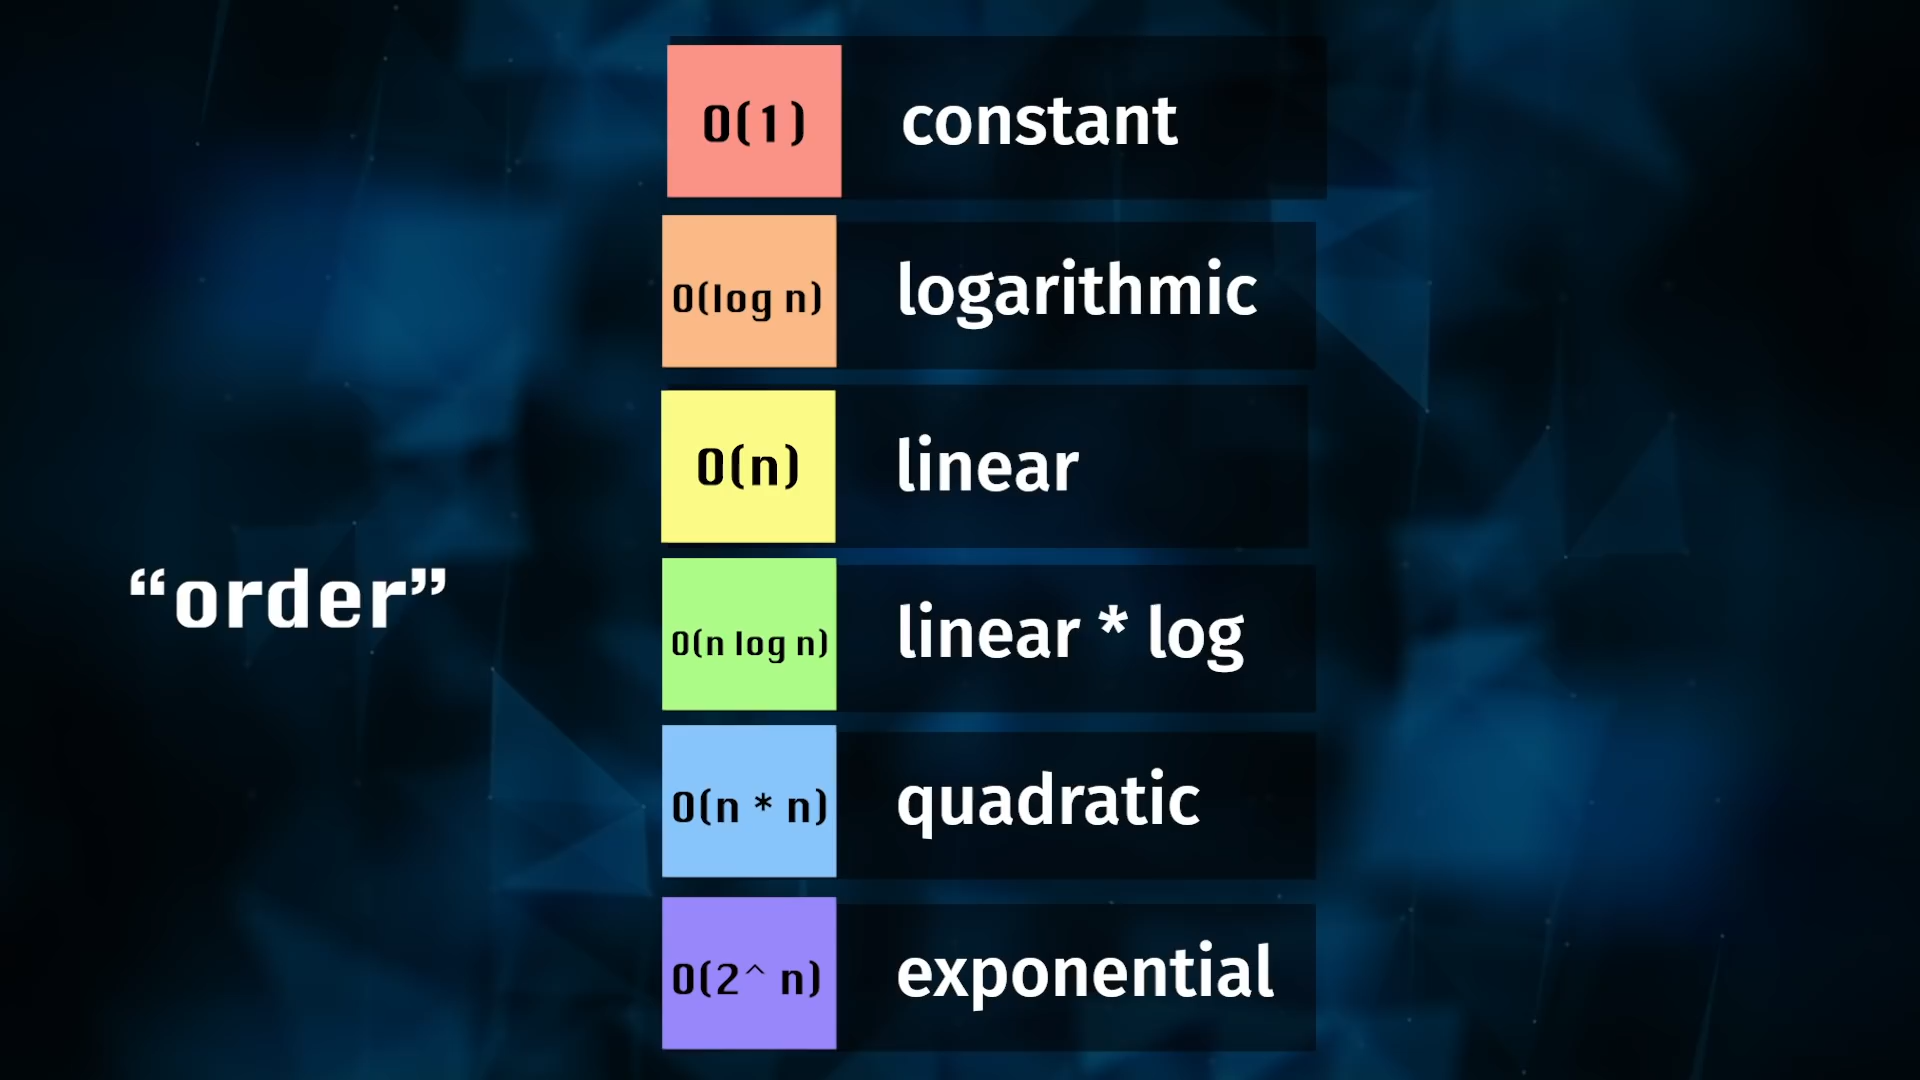 “order”
O(1) constant
O(log n) logarithmic
O(n) linear
O(n log n) linear * log
O(n * n) quadratic
O(2^ n) exponential